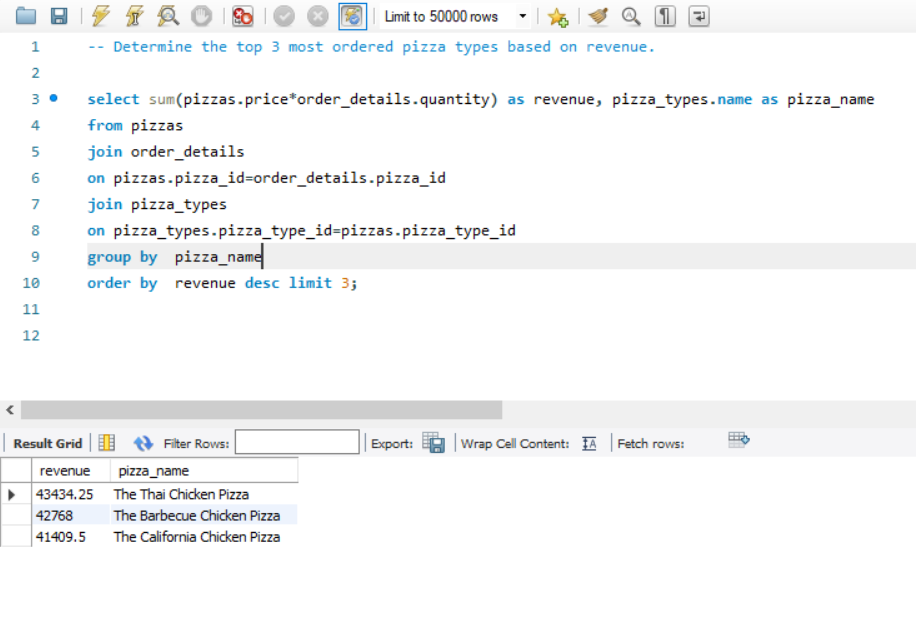 Limit to 50000 rows
1 -- Determine the top 3 most ordered pizza types based on revenue.
2
3 select sum(pizzas.price*order_details.quantity) as revenue, pizza_types.name as pizza_name
4 from pizzas
5 join order_details
6 on pizzas.pizza_id=order_details.pizza_id
7 join pizza_types
8 on pizza_types.pizza_type_id=pizzas.pizza_type_id
9 group by  pizza_name
10 order by  revenue desc limit 3;
11
12
Result Grid Filter Rows: Export: Wrap Cell Content: IA Fetch rows:
revenue pizza_name
43434.25 The Thai Chicken Pizza
42768 The Barbecue Chicken Pizza
41409.5 The California Chicken Pizza